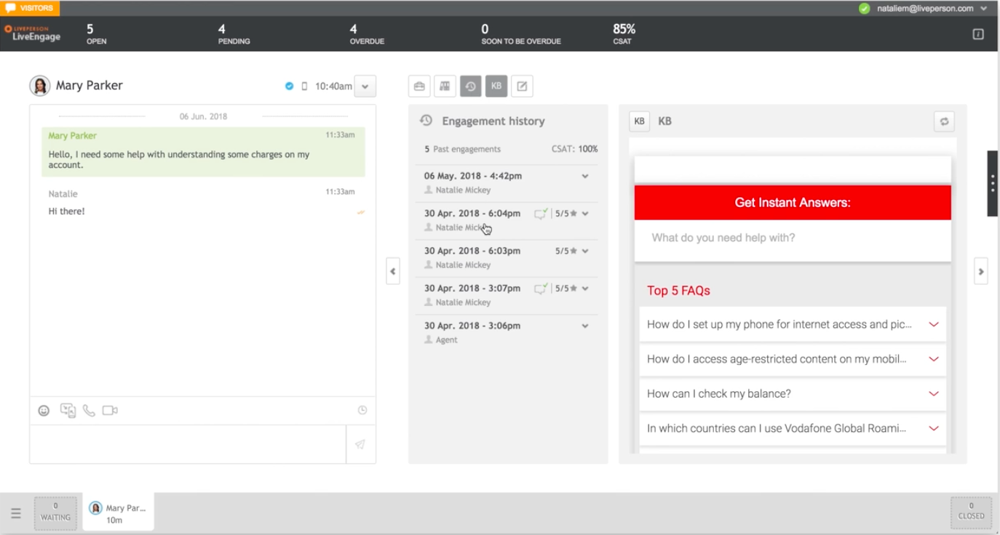 VISITORS
nataliem@liveperson.com
LIVEPERSON
LiveEngage
5
OPEN
4
PENDING
4
OVERDUE
0
SOON TO BE OVERDUE
85%
CSAT
Mary Parker
10:40am
06 Jun. 2018
Mary Parker
11:33am
Hello, I need some help with understanding some charges on my
account.
Natalie
11:33am
Hi there!
KB
Engagement history
5 Past engagements
CSAT: 100%
06 May. 2018 - 4:42pm
Natalie Mickey
30 Apr. 2018 - 6:04pm
5/5
Natalie Mickey
30 Apr. 2018 - 6:03pm
5/5
Natalie Mickey
30 Apr. 2018 - 3:07pm
5/5
Natalie Mickey
30 Apr. 2018 - 3:06pm
Agent
KB
KB
Get Instant Answers:
What do you need help with?
Top 5 FAQs
How do I set up my phone for internet access and pic...
How do I access age-restricted content on my mobil...
How can I check my balance?
In which countries can I use Vodafone Global Roami...
0
WAITING
Mary Par...
10m
0
CLOSED